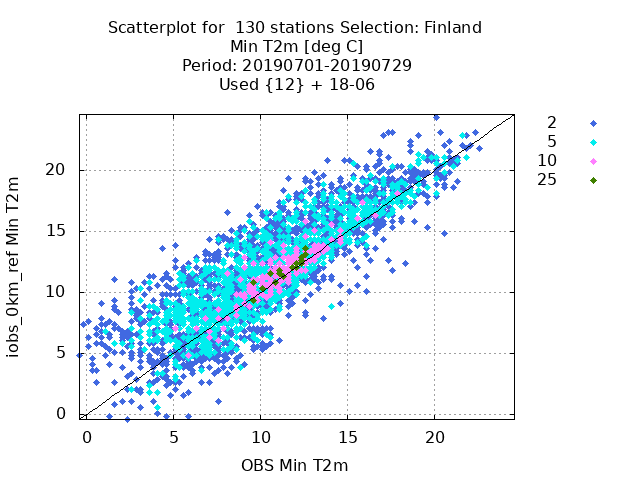 Scatterplot for  130 stations Selection: Finland
Min T2m [deg C]
Period: 20190701-20190729
Used {12} + 18-06
2
5
10
25
iobs_0km_ref Min T2m
20
15
10
5
0
0 5 10 15 20
OBS Min T2m